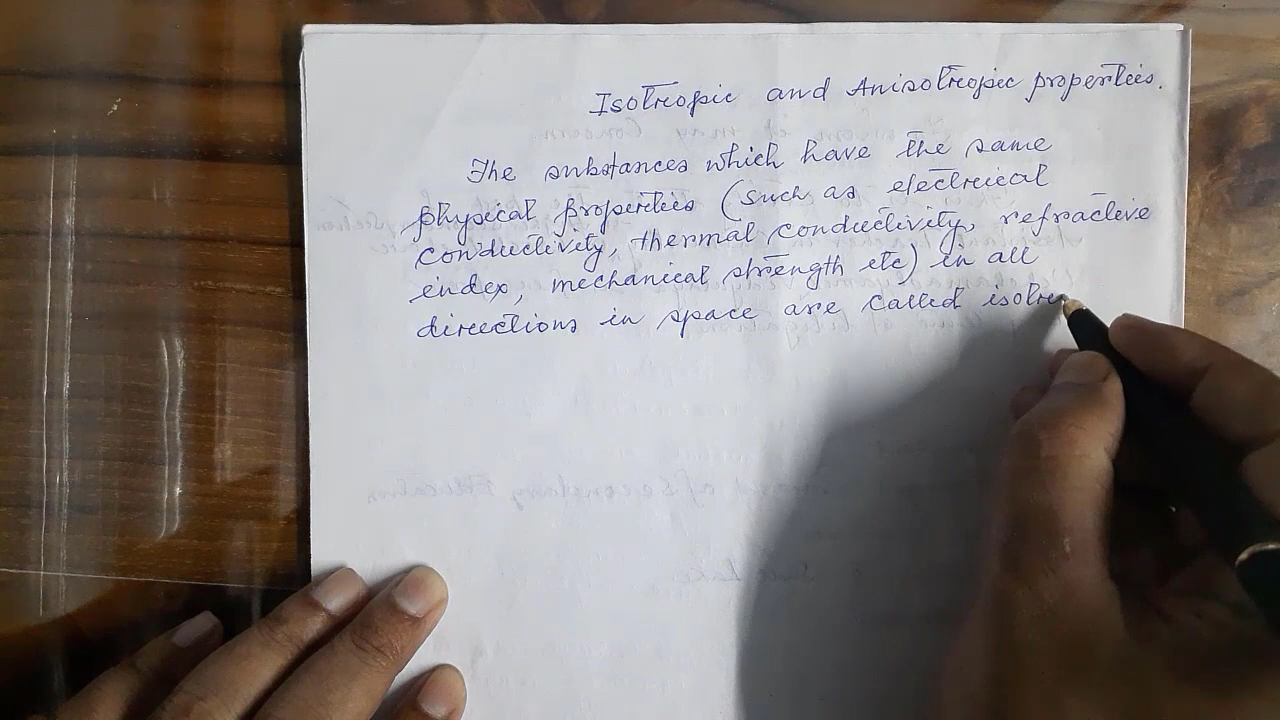 Isotropic and Anisotropic properties.
The substances which have the same
physical properties (such as electrical
conductivity, thermal conductivity, refractive
index, mechanical strength etc) in all
directions in space are called isotro